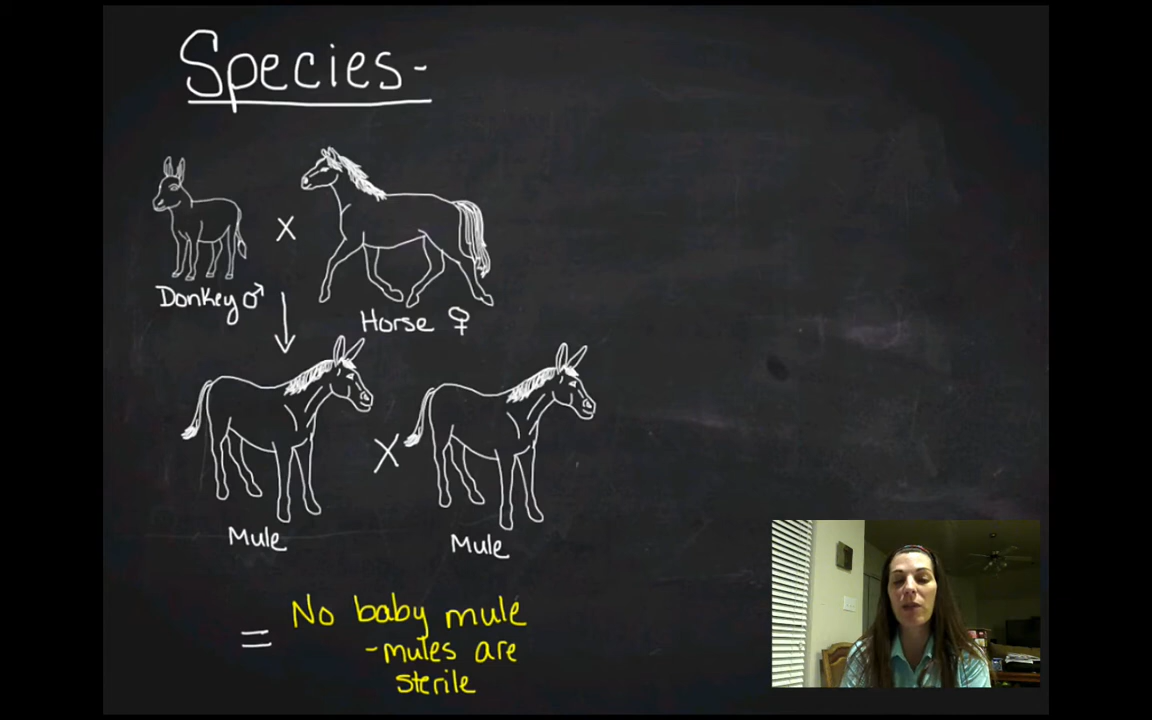 Species-
X
Donkey ♂
Horse ♀
X
Mule
Mule
= No baby mule
-mules are
sterile